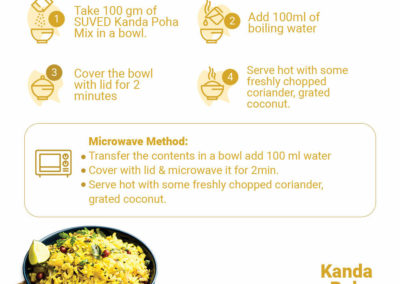 1
Take 100 gm of
SUVED Kanda Poha
Mix in a bowl.
2
Add 100ml of
boiling water
3
Cover the bowl
with lid for 2
minutes
4
Serve hot with some
freshly chopped
coriander, grated
coconut.
Microwave Method:
Transfer the contents in a bowl add 100 ml water
Cover with lid & microwave it for 2min.
Serve hot with some freshly chopped coriander,
grated coconut.
Kanda